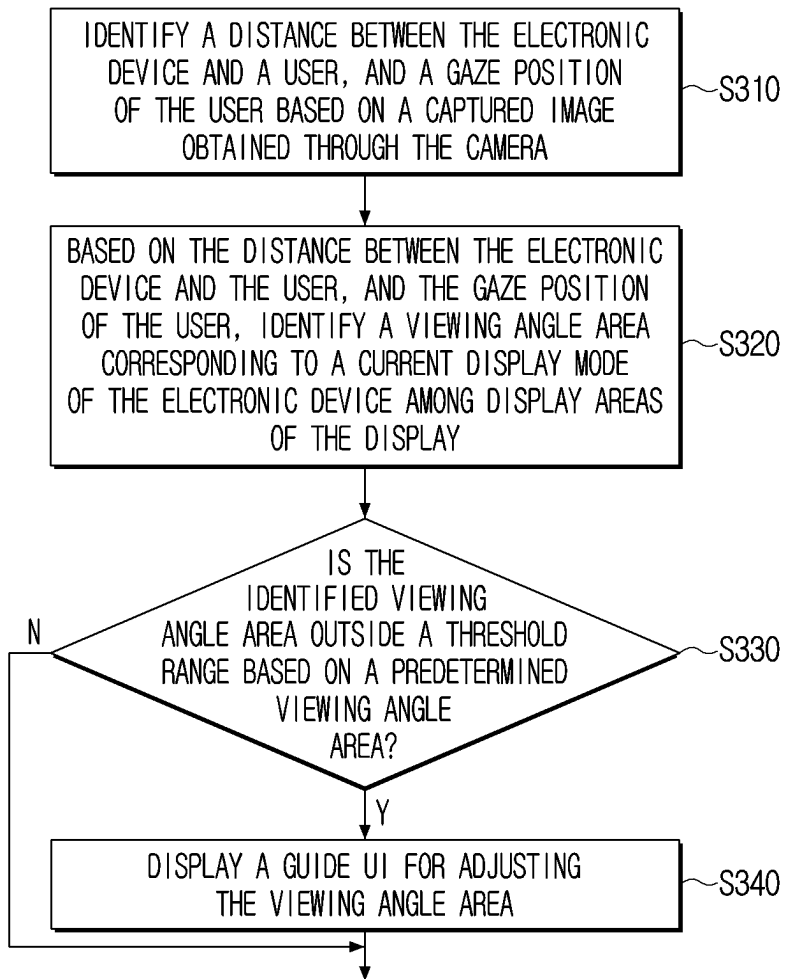 IDENTIFY A DISTANCE BETWEEN THE ELECTRONIC
DEVICE AND A USER, AND A GAZE POSITION
OF THE USER BASED ON A CAPTURED IMAGE
OBTAINED THROUGH THE CAMERA
S310
BASED ON THE DISTANCE BETWEEN THE ELECTRONIC
DEVICE AND THE USER, AND THE GAZE POSITION
OF THE USER, IDENTIFY A VIEWING ANGLE AREA
CORRESPONDING TO A CURRENT DISPLAY MODE
OF THE ELECTRONIC DEVICE AMONG DISPLAY AREAS
OF THE DISPLAY
S320
IS THE
IDENTIFIED VIEWING
ANGLE AREA OUTSIDE A THRESHOLD
RANGE BASED ON A PREDETERMINED
VIEWING ANGLE
AREA?
S330
N
Y
DISPLAY A GUIDE UI FOR ADJUSTING
THE VIEWING ANGLE AREA
S340